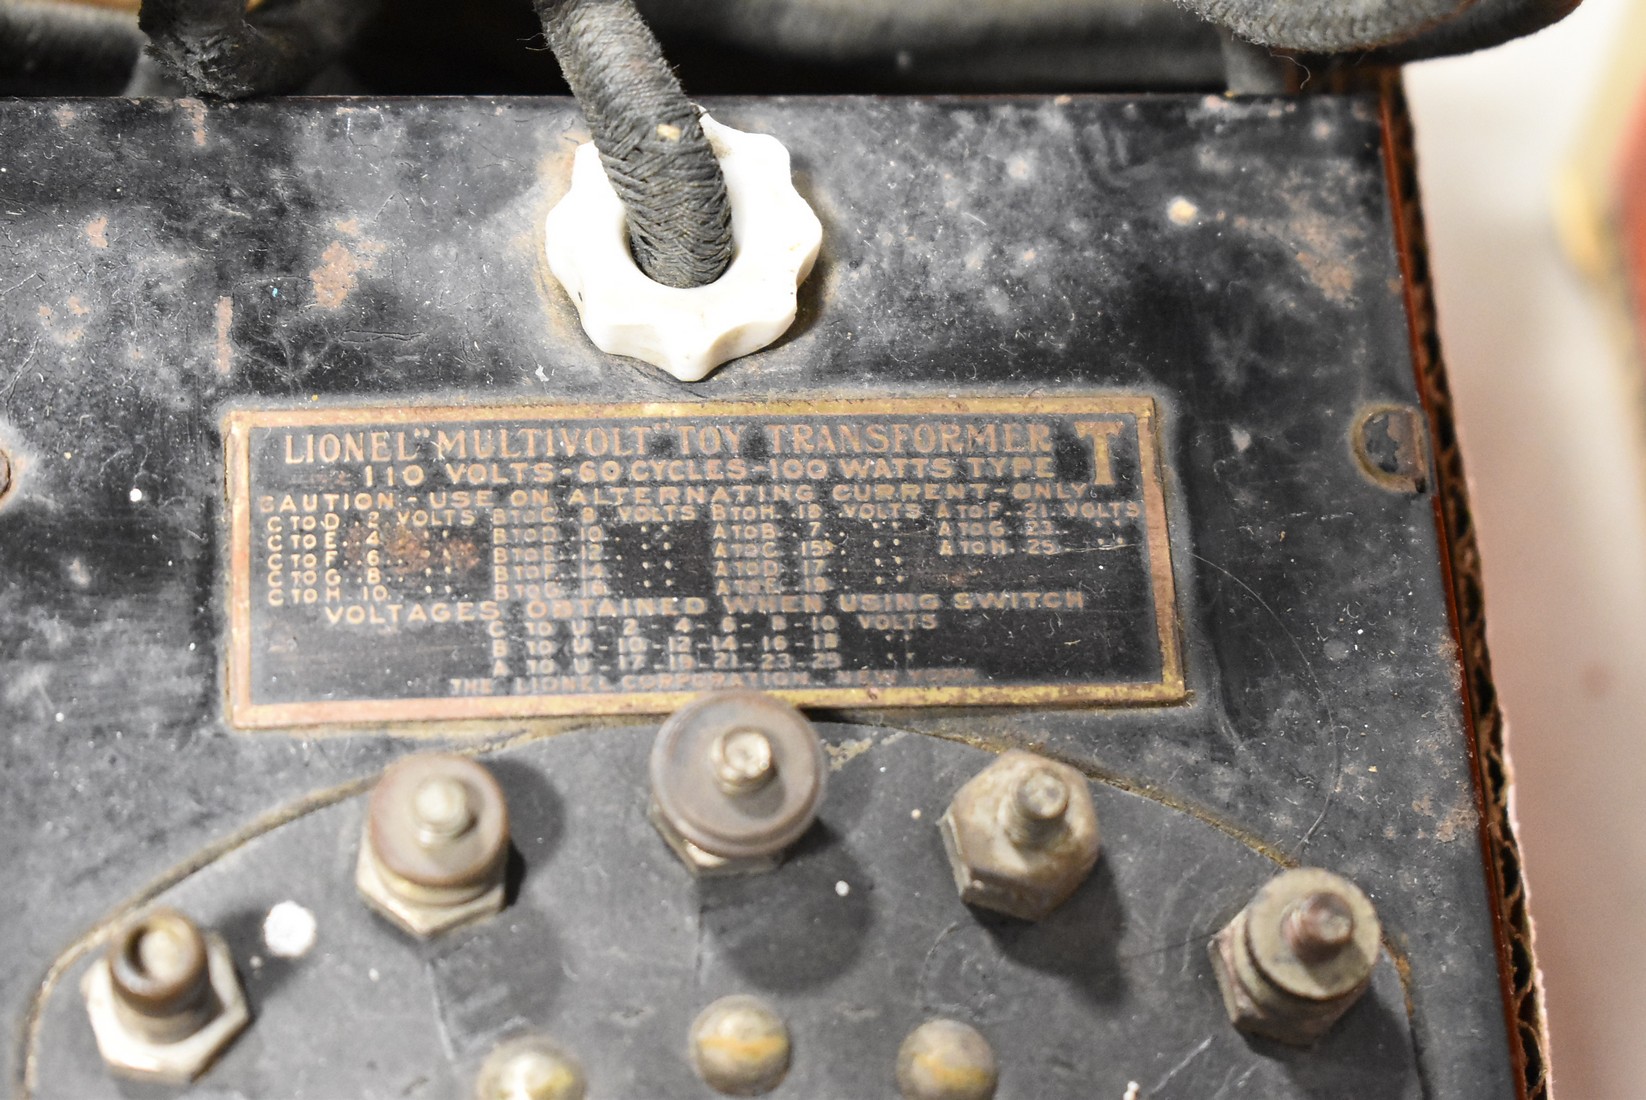 LIONEL "MULTIVOLT" TOY TRANSFORMER
110 VOLTS-60 CYCLES-100 WATTS TYPE T
CAUTION-USE ON ALTERNATING CURRENT-ONLY
C TO D . 2 VOLTS B TO C . 8 VOLTS B TO H . 18 VOLTS A TO F . 21 VOLTS
C TO E . 4 " " B TO D . 10 " " A TO B . 7 " " A TO G . 23 " "
C TO F . 6 " " B TO E . 12 " " A TO C . 15 " " A TO H . 25 " "
C TO G . 8 " " B TO F . 14 " " A TO D . 17 " "
C TO H . 10 " " B TO G . 16 " " A TO E . 19 " "
VOLTAGES OBTAINED WHEN USING SWITCH
C TO U - 2 - 4 - 6 - 8 - 10 VOLTS
B TO U - 10 - 12 - 14 - 16 - 18 " "
A TO U - 17 - 19 - 21 - 23 - 25 " "
THE LIONEL CORPORATION, NEW YORK